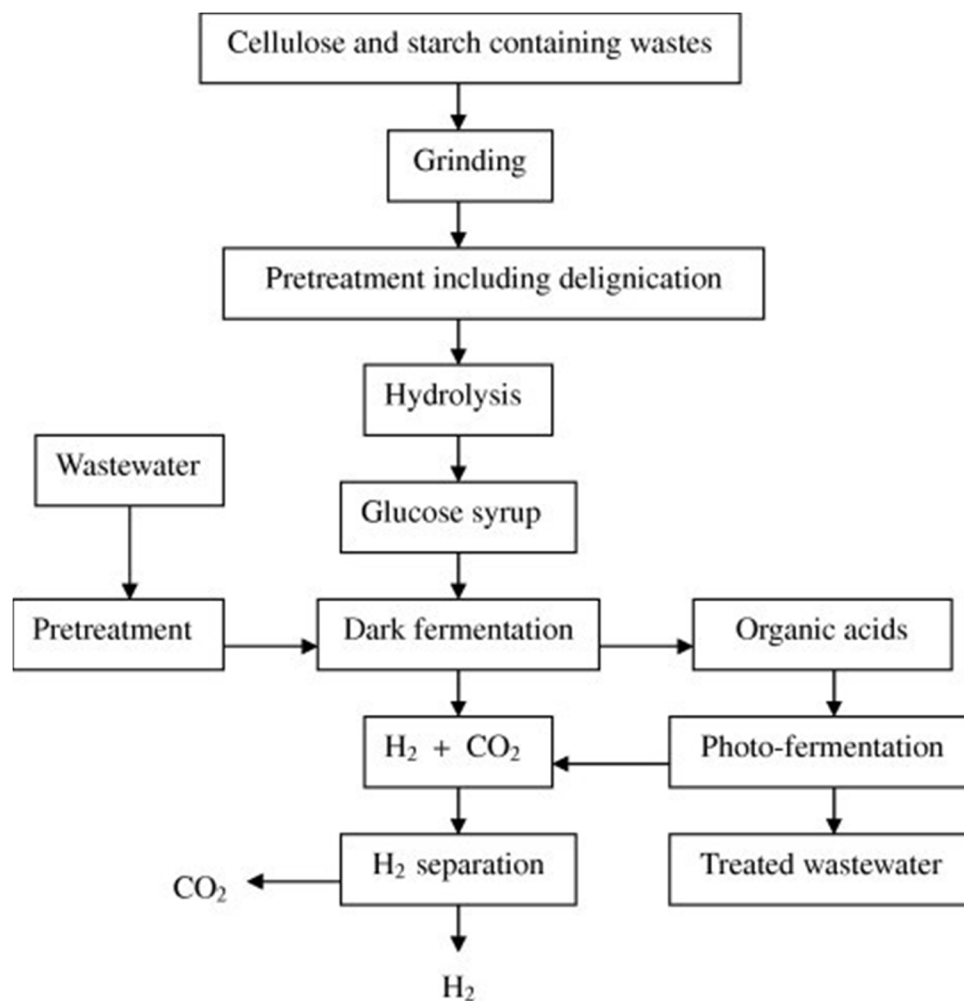 Cellulose and starch containing wastes
Grinding
Pretreatment including delignication
Hydrolysis
Wastewater
Glucose syrup
Pretreatment
Dark fermentation
Organic acids
H₂ + CO₂
Photo-fermentation
H₂ separation
Treated wastewater
CO₂
H₂